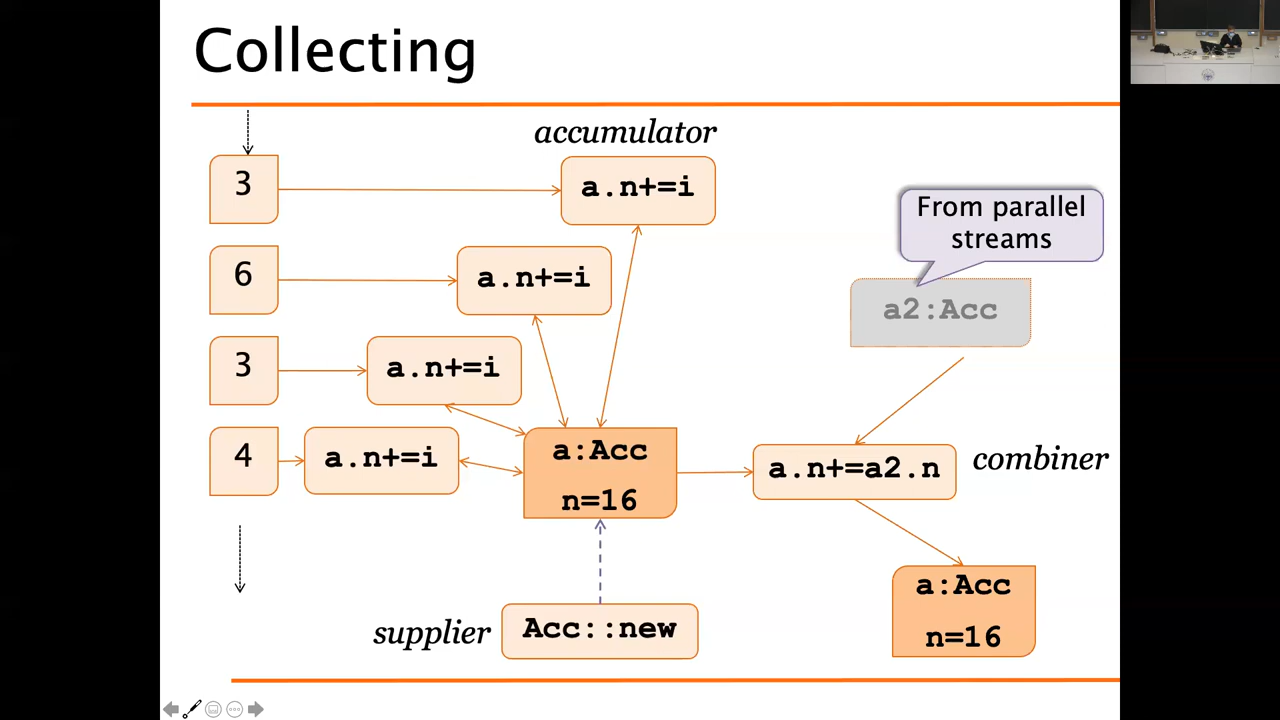 Collecting
accumulator
3
a.n+=i
From parallel
streams
6
a.n+=i
a2:Acc
3
a.n+=i
4
a.n+=i
a:Acc
n=16
a.n+=a2.n
combiner
supplier
Acc::new
a:Acc
n=16